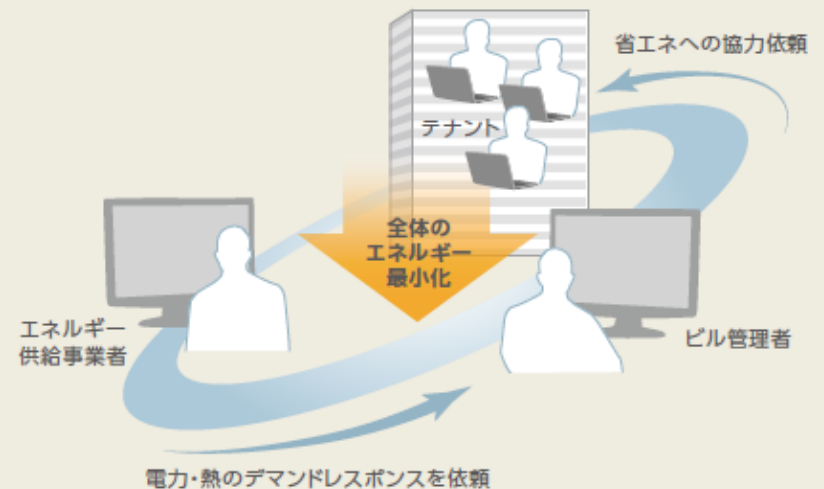 省エネへの協力依頼
テナント
全体の
エネルギー
最小化
エネルギー
供給事業者
ビル管理者
電力・熱のデマンドレスポンスを依頼